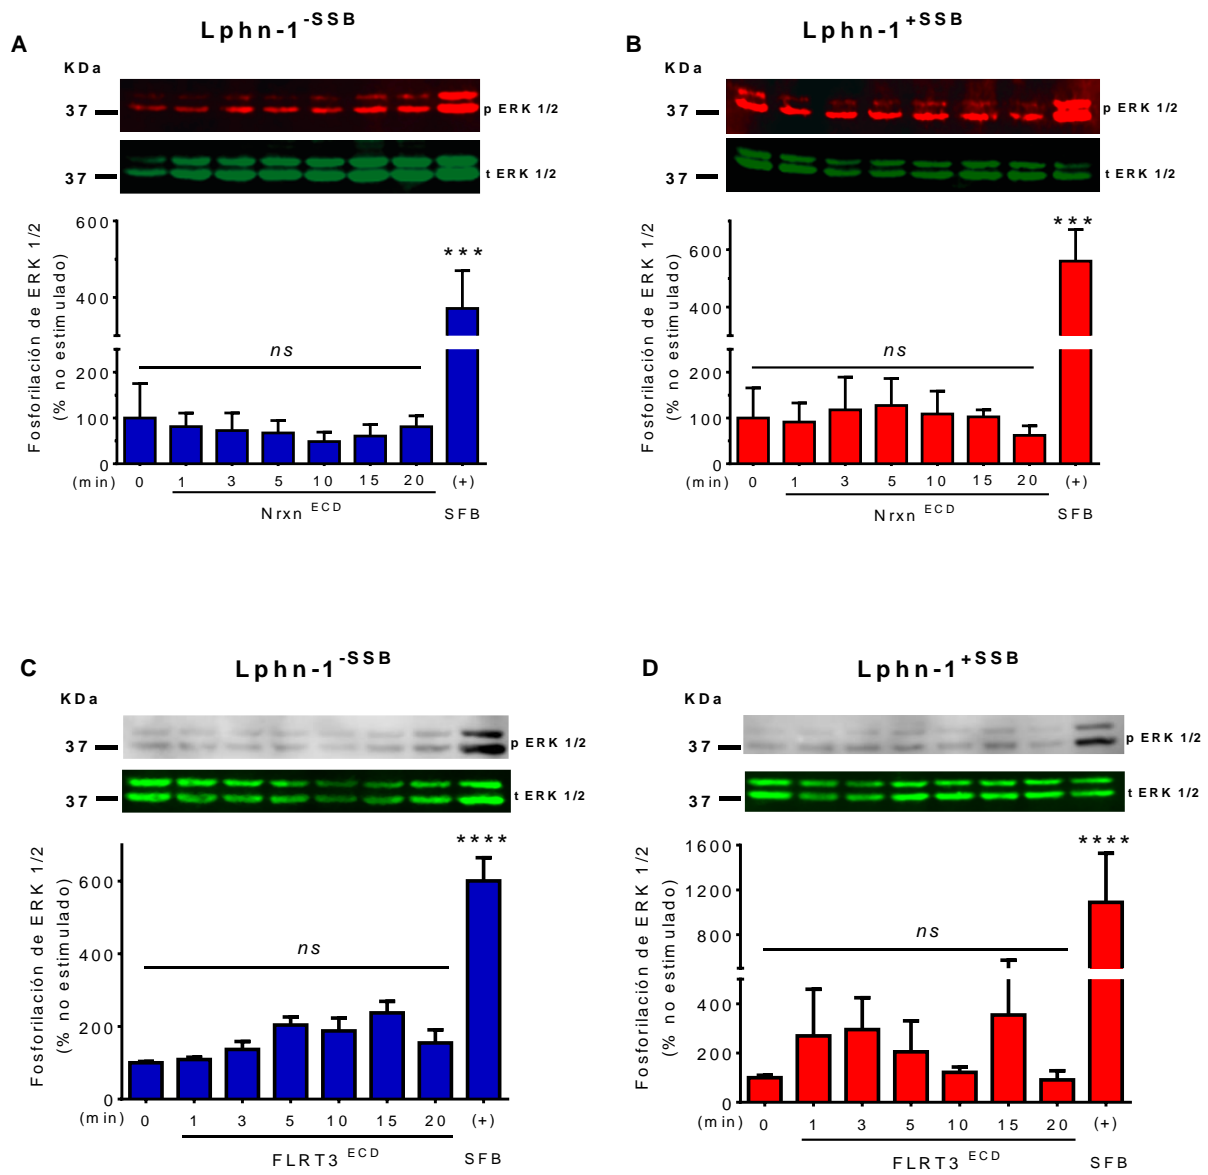 A
Lphn-1 -SSB
KDa
37
p ERK 1/2
37
t ERK 1/2
Fosforilación de ERK 1/2
(% no estimulado)
600
400
200
100
0
***
ns
(min) 0 1 3 5 10 15 20 (+)
Nrxn ECD SFB
B
Lphn-1 +SSB
KDa
37
p ERK 1/2
37
t ERK 1/2
Fosforilación de ERK 1/2
(% no estimulado)
600
400
200
100
0
***
ns
(min) 0 1 3 5 10 15 20 (+)
Nrxn ECD SFB
C
Lphn-1 -SSB
KDa
37
p ERK 1/2
37
t ERK 1/2
Fosforilación de ERK 1/2
(% no estimulado)
600
400
200
0
****
ns
(min) 0 1 3 5 10 15 20 (+)
FLRT3 ECD SFB
D
Lphn-1 +SSB
KDa
37
p ERK 1/2
37
t ERK 1/2
Fosforilación de ERK 1/2
(% no estimulado)
1600
1200
800
400
200
0
****
ns
(min) 0 1 3 5 10 15 20 (+)
FLRT3 ECD SFB